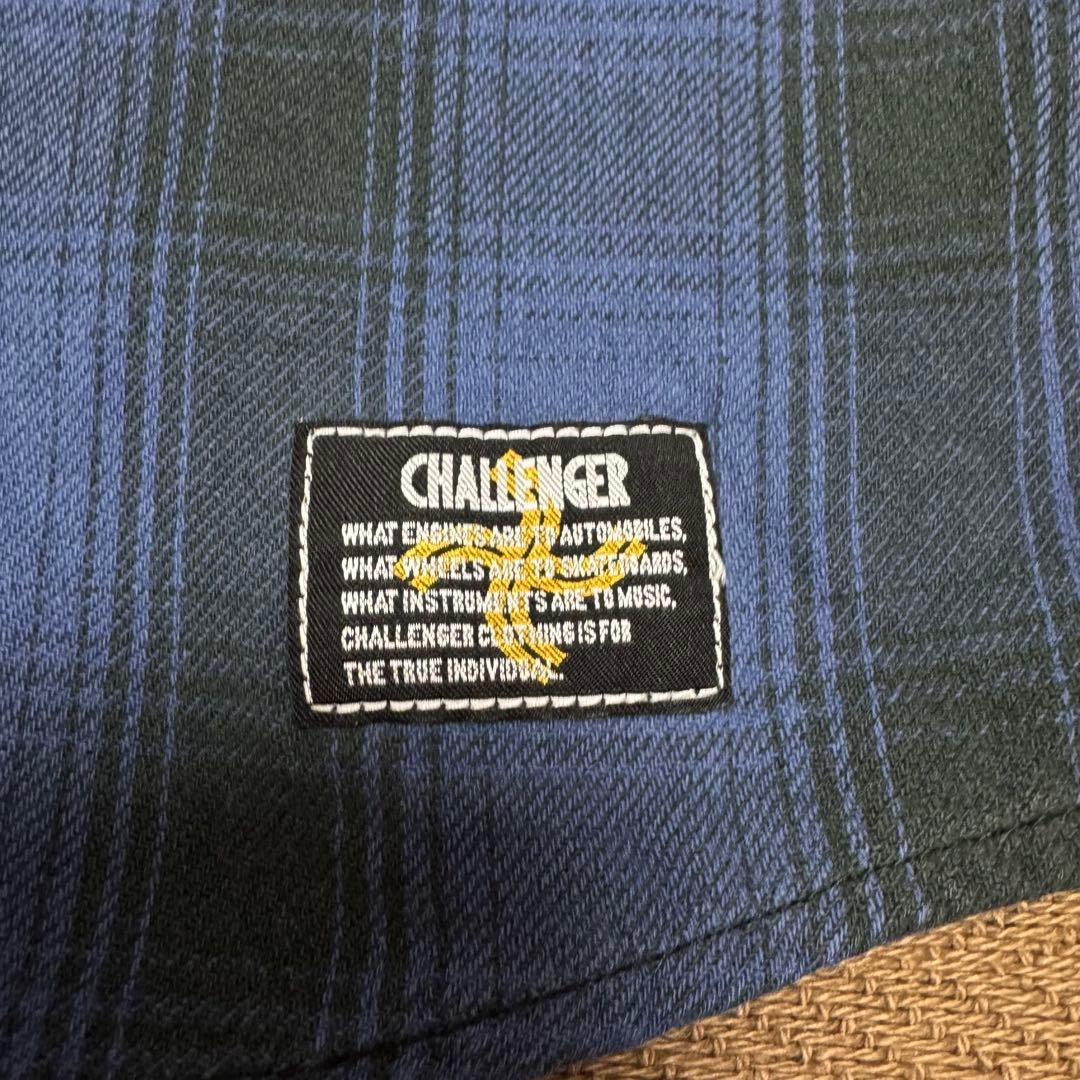 CHALLENGER
WHAT ENGINES ARE TO AUTOMOBILES,
WHAT WHEELS ARE TO SKATEBOARDS,
WHAT INSTRUMENTS ARE TO MUSIC,
CHALLENGER CLOTHING IS FOR
THE TRUE INDIVIDUAL.